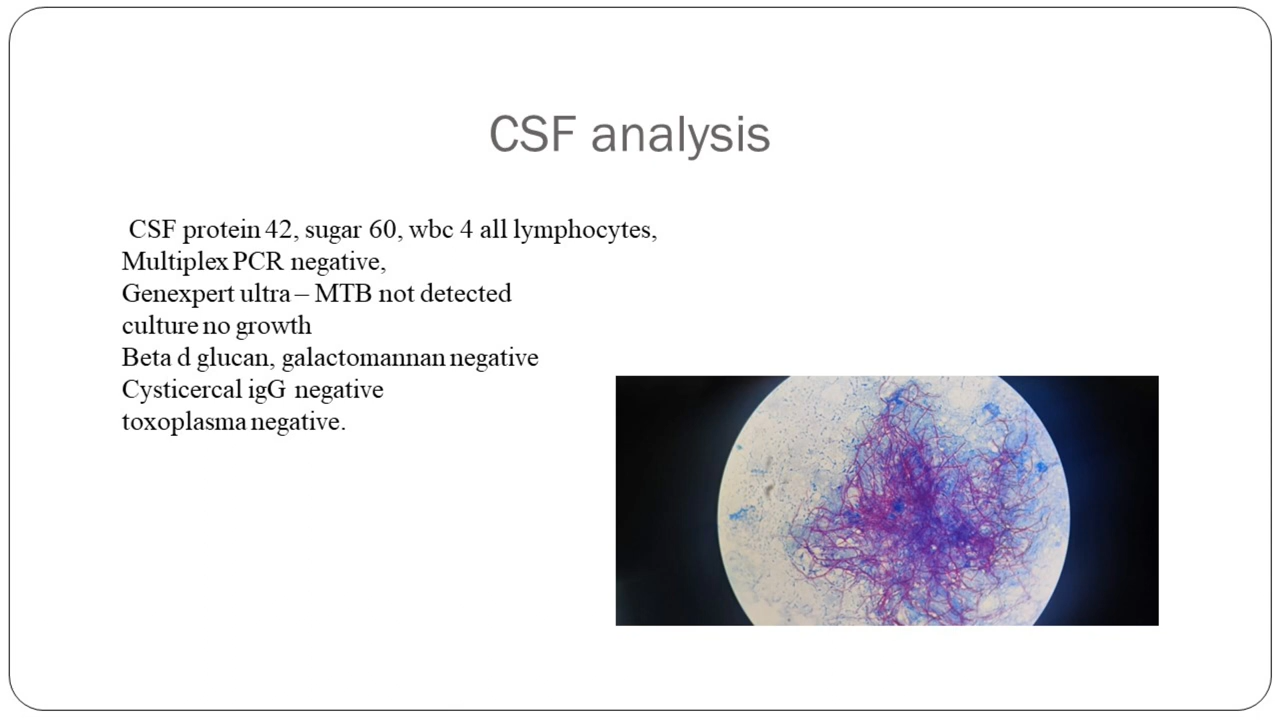 CSF analysis
CSF protein 42, sugar 60, wbc 4 all lymphocytes,
Multiplex PCR negative,
Genexpert ultra – MTB not detected
culture no growth
Beta d glucan, galactomannan negative
Cysticercal igG negative
toxoplasma negative.